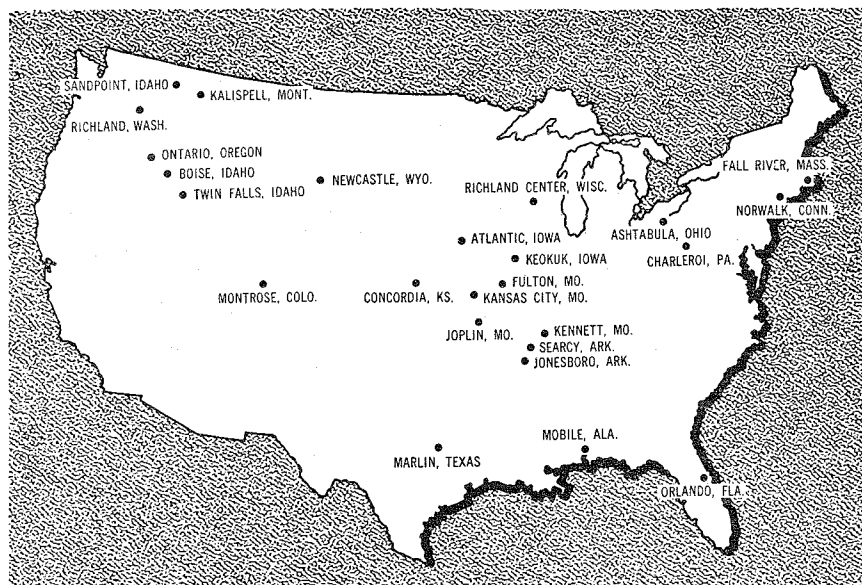 SANDPOINT, IDAHO
KALISPELL, MONT.
RICHLAND, WASH.
ONTARIO, OREGON
BOISE, IDAHO
TWIN FALLS, IDAHO
NEWCASTLE, WYO.
RICHLAND CENTER, WISC.
FALL RIVER, MASS.
NORWALK, CONN.
ASHTABULA, OHIO
CHARLEROI, PA.
ATLANTIC, IOWA
KEOKUK, IOWA
MONTROSE, COLO.
CONCORDIA, KS.
FULTON, MO.
KANSAS CITY, MO.
JOPLIN, MO.
KENNETT, MO.
SEARCY, ARK.
JONESBORO, ARK.
MARLIN, TEXAS
MOBILE, ALA.
ORLANDO, FLA.